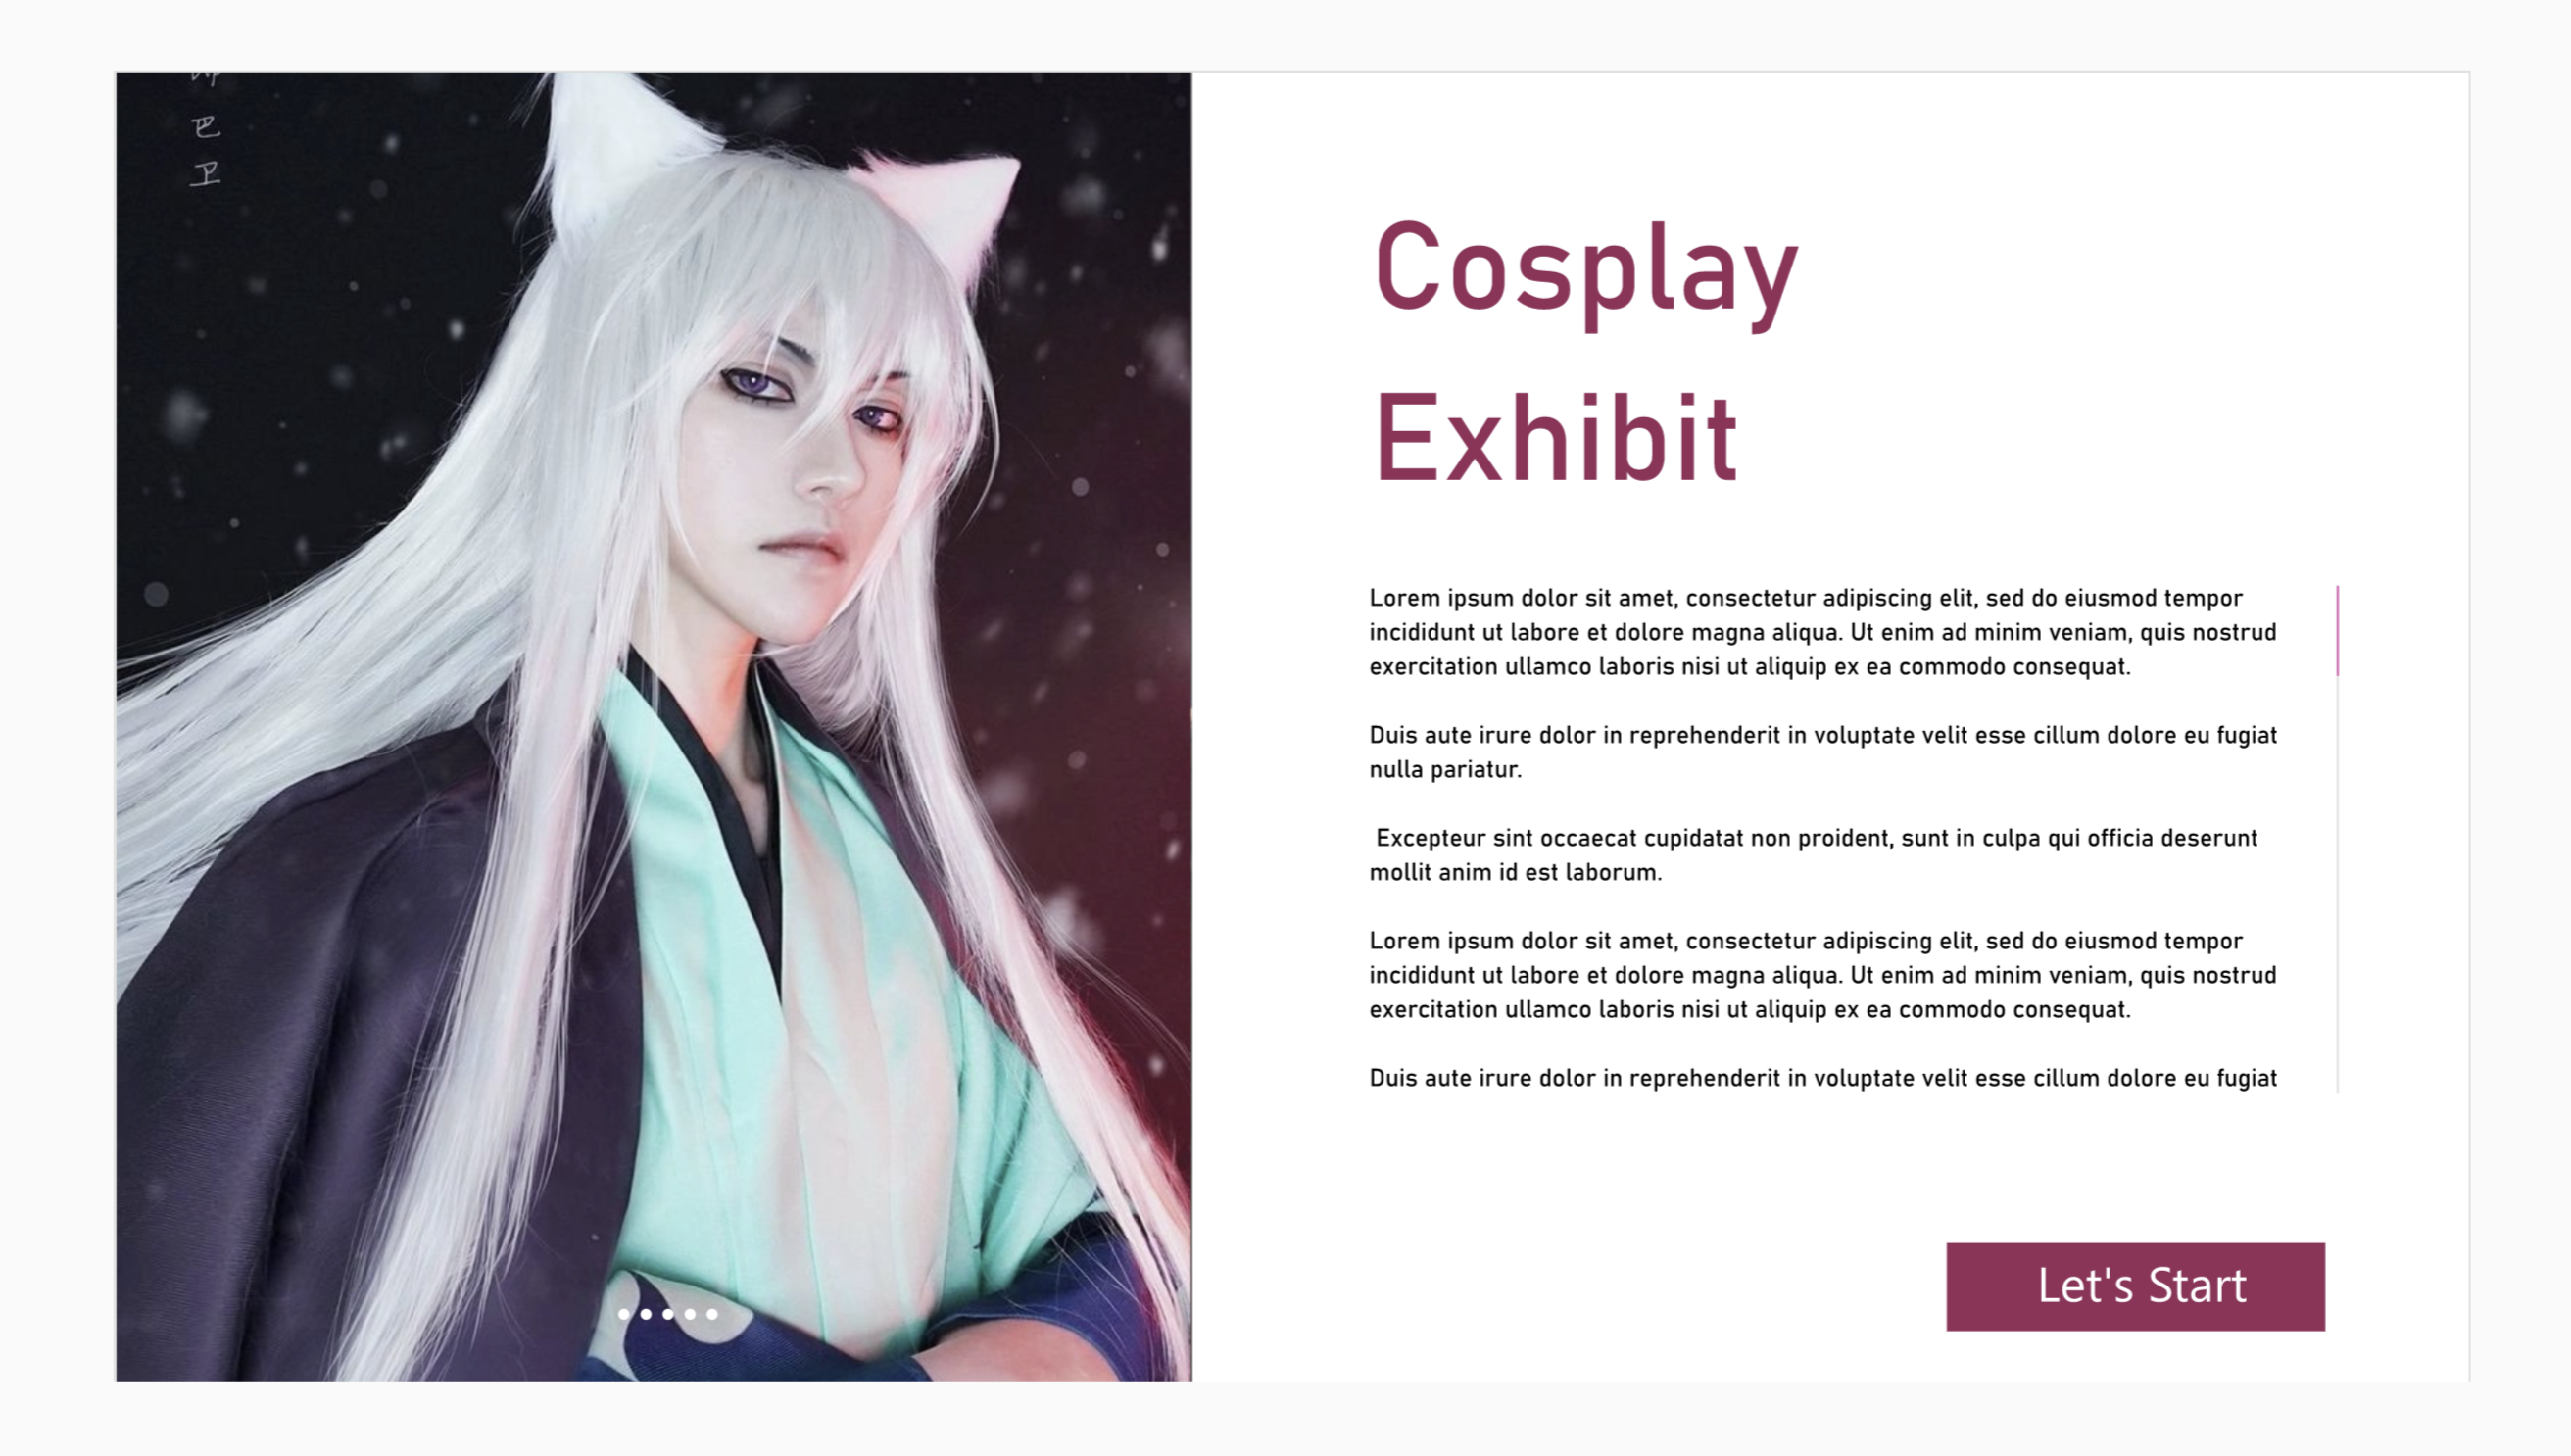 巴
卫
Cosplay
Exhibit
Lorem ipsum dolor sit amet, consectetur adipiscing elit, sed do eiusmod tempor
incididunt ut labore et dolore magna aliqua. Ut enim ad minim veniam, quis nostrud
exercitation ullamco laboris nisi ut aliquip ex ea commodo consequat.
Duis aute irure dolor in reprehenderit in voluptate velit esse cillum dolore eu fugiat
nulla pariatur.
Excepteur sint occaecat cupidatat non proident, sunt in culpa qui officia deserunt
mollit anim id est laborum.
Lorem ipsum dolor sit amet, consectetur adipiscing elit, sed do eiusmod tempor
incididunt ut labore et dolore magna aliqua. Ut enim ad minim veniam, quis nostrud
exercitation ullamco laboris nisi ut aliquip ex ea commodo consequat.
Duis aute irure dolor in reprehenderit in voluptate velit esse cillum dolore eu fugiat
Let's Start